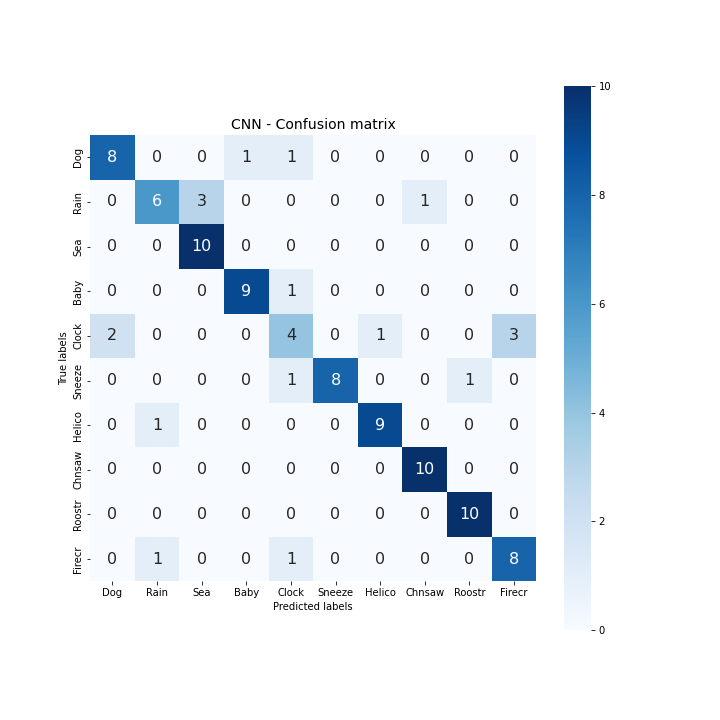 CNN - Confusion matrix
10
Dog 8 0 0 1 1 0 0 0 0 0
Rain 0 6 3 0 0 0 0 1 0 0
8
Sea 0 0 10 0 0 0 0 0 0 0
Baby 0 0 0 9 1 0 0 0 0 0
6
True labels
Clock 2 0 0 0 4 0 1 0 0 3
Sneeze 0 0 0 0 1 8 0 0 1 0
4
Helico 0 1 0 0 0 0 9 0 0 0
Chnsaw 0 0 0 0 0 0 0 10 0 0
Roostr 0 0 0 0 0 0 0 0 10 0
2
Firecr 0 1 0 0 1 0 0 0 0 8
Dog Rain Sea Baby Clock Sneeze Helico Chnsaw Roostr Firecr
Predicted labels
0